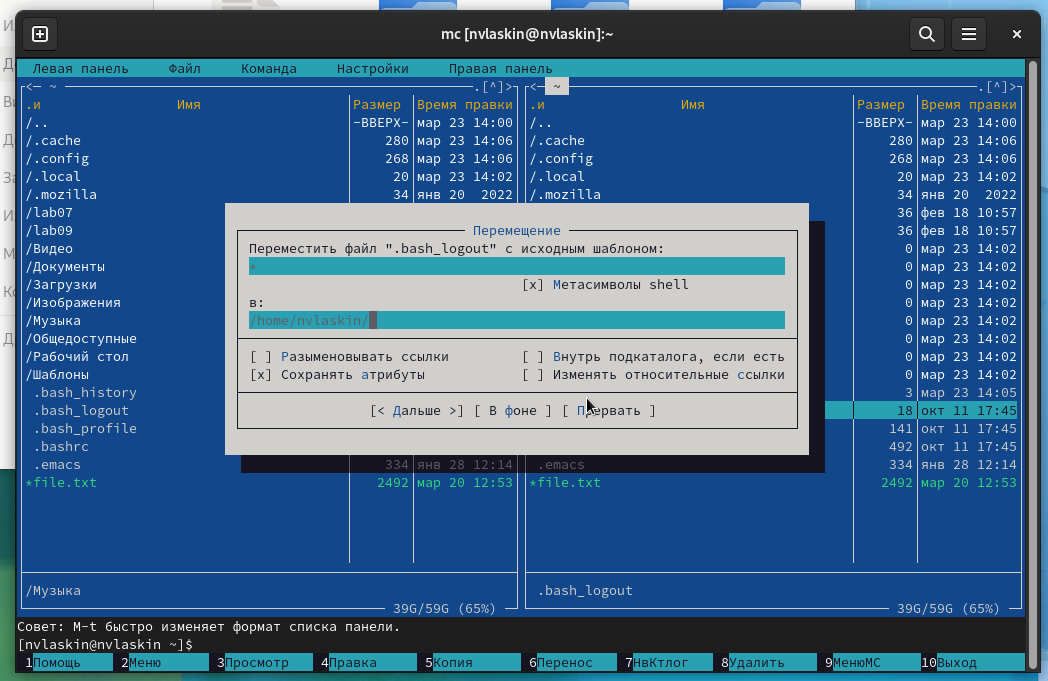 mc [nvlaskin@nvlaskin]:~
Левая панель Файл Команда Настройки Правая панель
<— ~ .[^]> <— ~ .[^]>
.и Имя Размер Время правки .и Имя Размер Время правки
/.. -ВВЕРХ- мар 23 14:00 /.. -ВВЕРХ- мар 23 14:00
/.cache 280 мар 23 14:06 /.cache 280 мар 23 14:06
/.config 268 мар 23 14:06 /.config 268 мар 23 14:06
/.local 20 мар 23 14:02 /.local 20 мар 23 14:02
/.mozilla 34 янв 20 2022 /.mozilla 34 янв 20 2022
/lab07 36 фев 18 10:57
/lab09 Перемещение 36 фев 18 10:57
/Видео Переместить файл ".bash_logout" с исходным шаблоном: 0 мар 23 14:02
/Документы * 0 мар 23 14:02
/Загрузки [x] Метасимволы shell 0 мар 23 14:02
/Изображения в: 0 мар 23 14:02
/Музыка /home/nvlaskin/ 0 мар 23 14:02
/Общедоступные 0 мар 23 14:02
/Рабочий стол [ ] Разыменовывать ссылки [ ] Внутрь подкаталога, если есть 0 мар 23 14:02
/Шаблоны [x] Сохранять атрибуты [ ] Изменять относительные ссылки 0 мар 23 14:02
.bash_history 3 мар 23 14:05
.bash_logout [< Дальше >] [ В фоне ] [ Прервать ] 18 окт 11 17:45
.bash_profile 141 окт 11 17:45
.bashrc 492 окт 11 17:45
.emacs 334 янв 28 12:14 .emacs 334 янв 28 12:14
*file.txt 2492 мар 20 12:53 *file.txt 2492 мар 20 12:53
/Музыка .bash_logout
39G/59G (65%) 39G/59G (65%)
Совет: M-t быстро изменяет формат списка панели.
[nvlaskin@nvlaskin ~]$
1Помощь 2Меню 3Просмотр 4Правка 5Копия 6Перенос 7НвКтлог 8Удалить 9МенюMC 10Выход